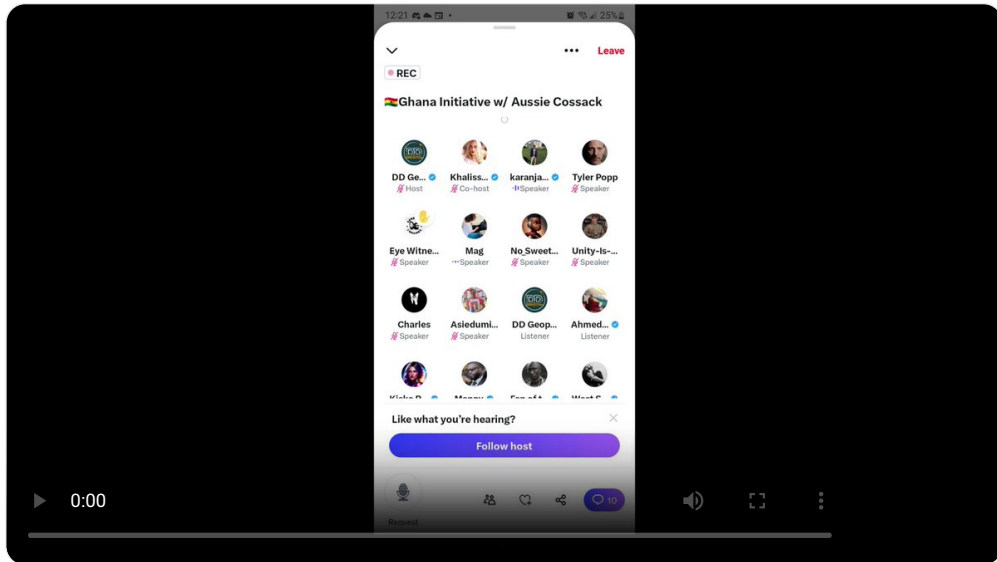 12:21 25%
Leave
REC
🇬🇭Ghana Initiative w/ Aussie Cossack
DD Ge... Khaliss... karanja... Tyler Popp
Host Co-host Speaker Speaker
Eye Witne... Mag No_Sweet... Unity-Is-...
Speaker Speaker Speaker Speaker
Charles Asiedumi... DD Geop... Ahmed...
Speaker Speaker Listener Listener
Like what you're hearing?
Follow host
0:00
10
Request